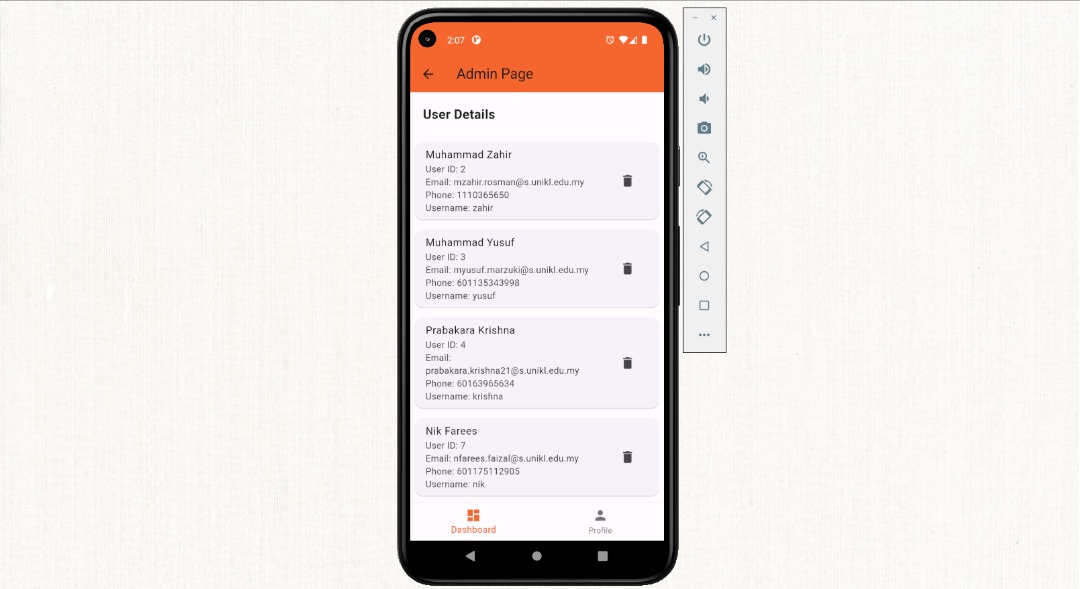 2:07
Admin Page
User Details
Muhammad Zahir
User ID: 2
Email: mzahir.rosman@s.unikl.edu.my
Phone: 1110365650
Username: zahir
Muhammad Yusuf
User ID: 3
Email: myusuf.marzuki@s.unikl.edu.my
Phone: 601135343998
Username: yusuf
Prabakara Krishna
User ID: 4
Email:
prabakara.krishna21@s.unikl.edu.my
Phone: 60163965634
Username: krishna
Nik Farees
User ID: 7
Email: nfarees.faizal@s.unikl.edu.my
Phone: 601175112905
Username: nik
Dashboard
Profile